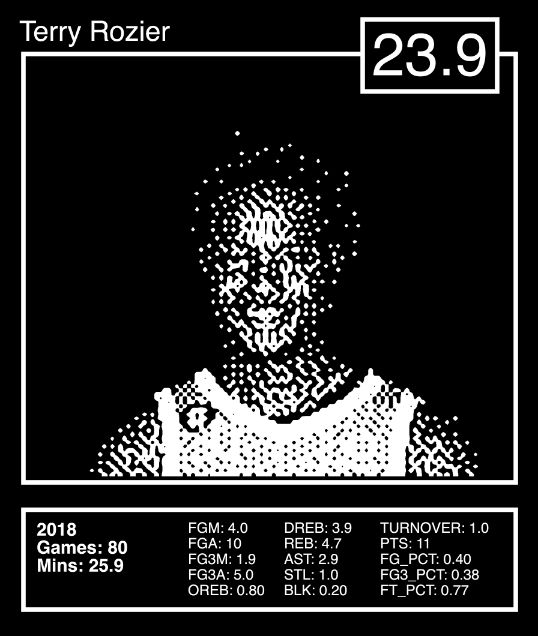 Terry Rozier
23.9
2018
Games: 80
Mins: 25.9
FGM: 4.0
FGA: 10
FG3M: 1.9
FG3A: 5.0
OREB: 0.80
DREB: 3.9
REB: 4.7
AST: 2.9
STL: 1.0
BLK: 0.20
TURNOVER: 1.0
PTS: 11
FG_PCT: 0.40
FG3_PCT: 0.38
FT_PCT: 0.77